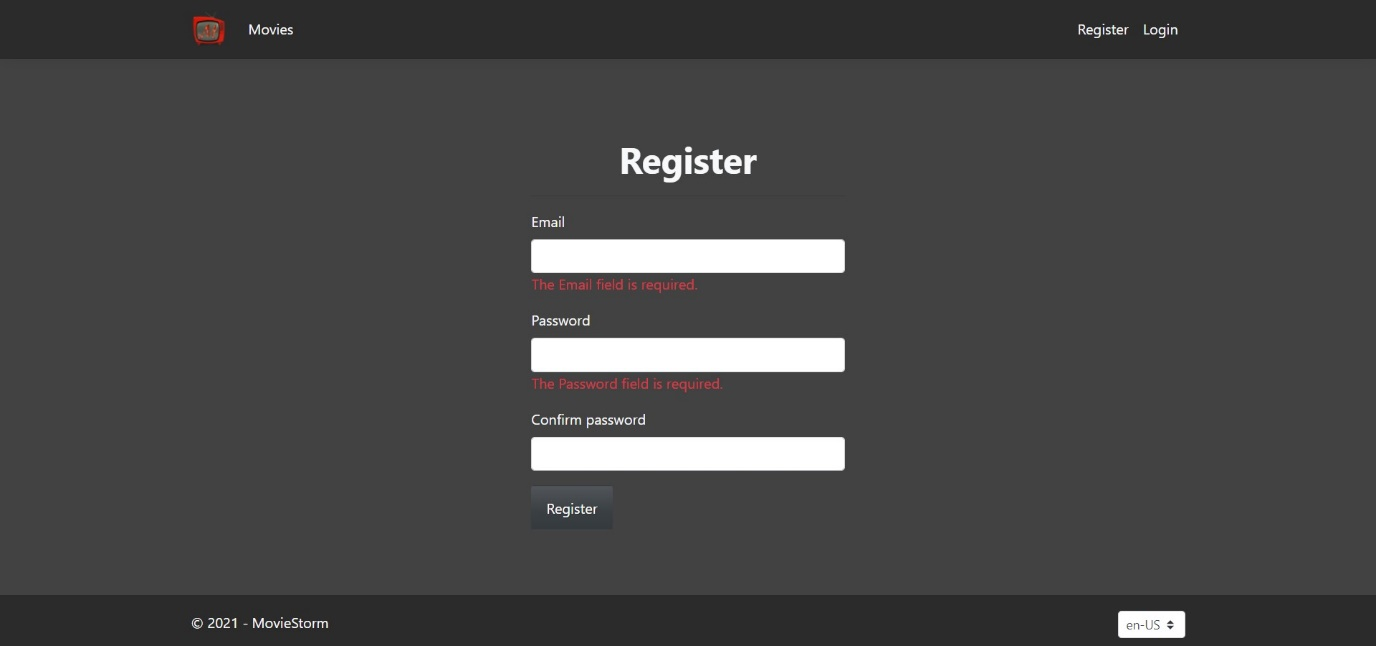 Movies Register Login
Register
Email
The Email field is required.
Password
The Password field is required.
Confirm password
Register
© 2021 - MovieStorm en-US